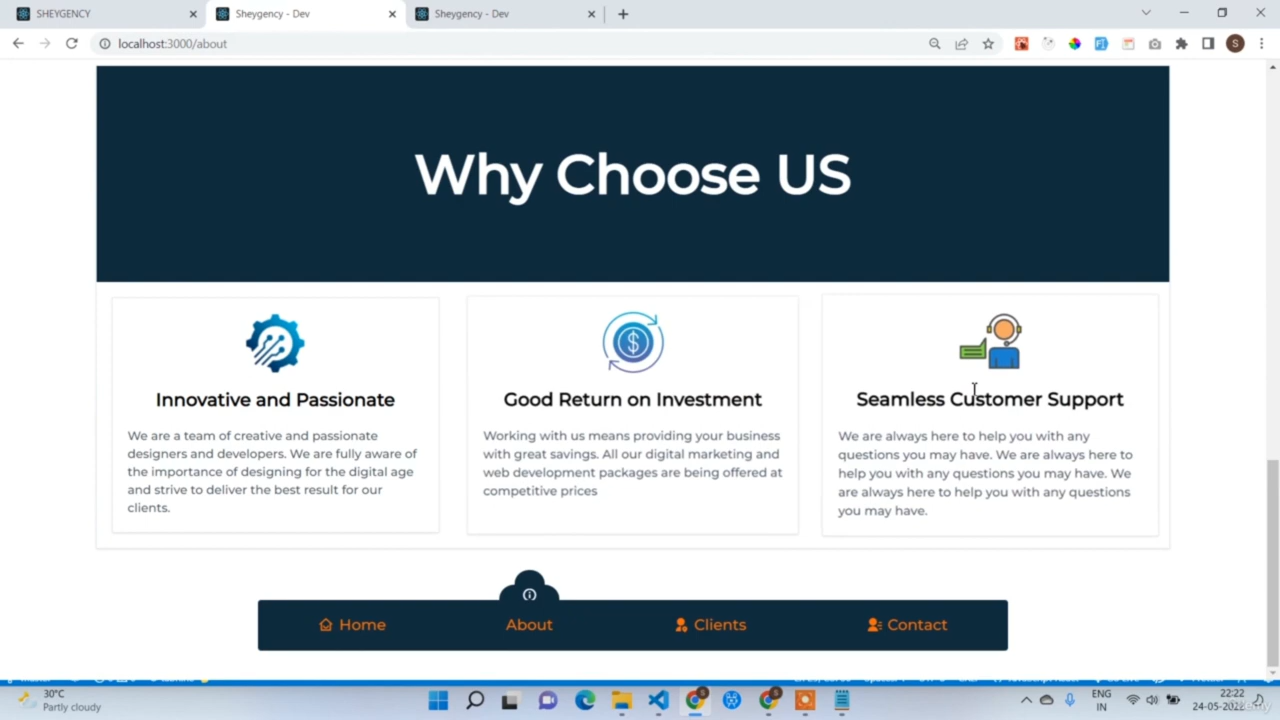 SHEYGENCY
Sheygency - Dev
Sheygency - Dev
localhost:3000/about
S
Why Choose US
Innovative and Passionate
We are a team of creative and passionate
designers and developers. We are fully aware of
the importance of designing for the digital age
and strive to deliver the best result for our
clients.
Good Return on Investment
Working with us means providing your business
with great savings. All our digital marketing and
web development packages are being offered at
competitive prices
Seamless Customer Support
We are always here to help you with any
questions you may have. We are always here to
help you with any questions you may have. We
are always here to help you with any questions
you may have.
Home
About
Clients
Contact
30°C
Partly cloudy
ENG
IN
22:22